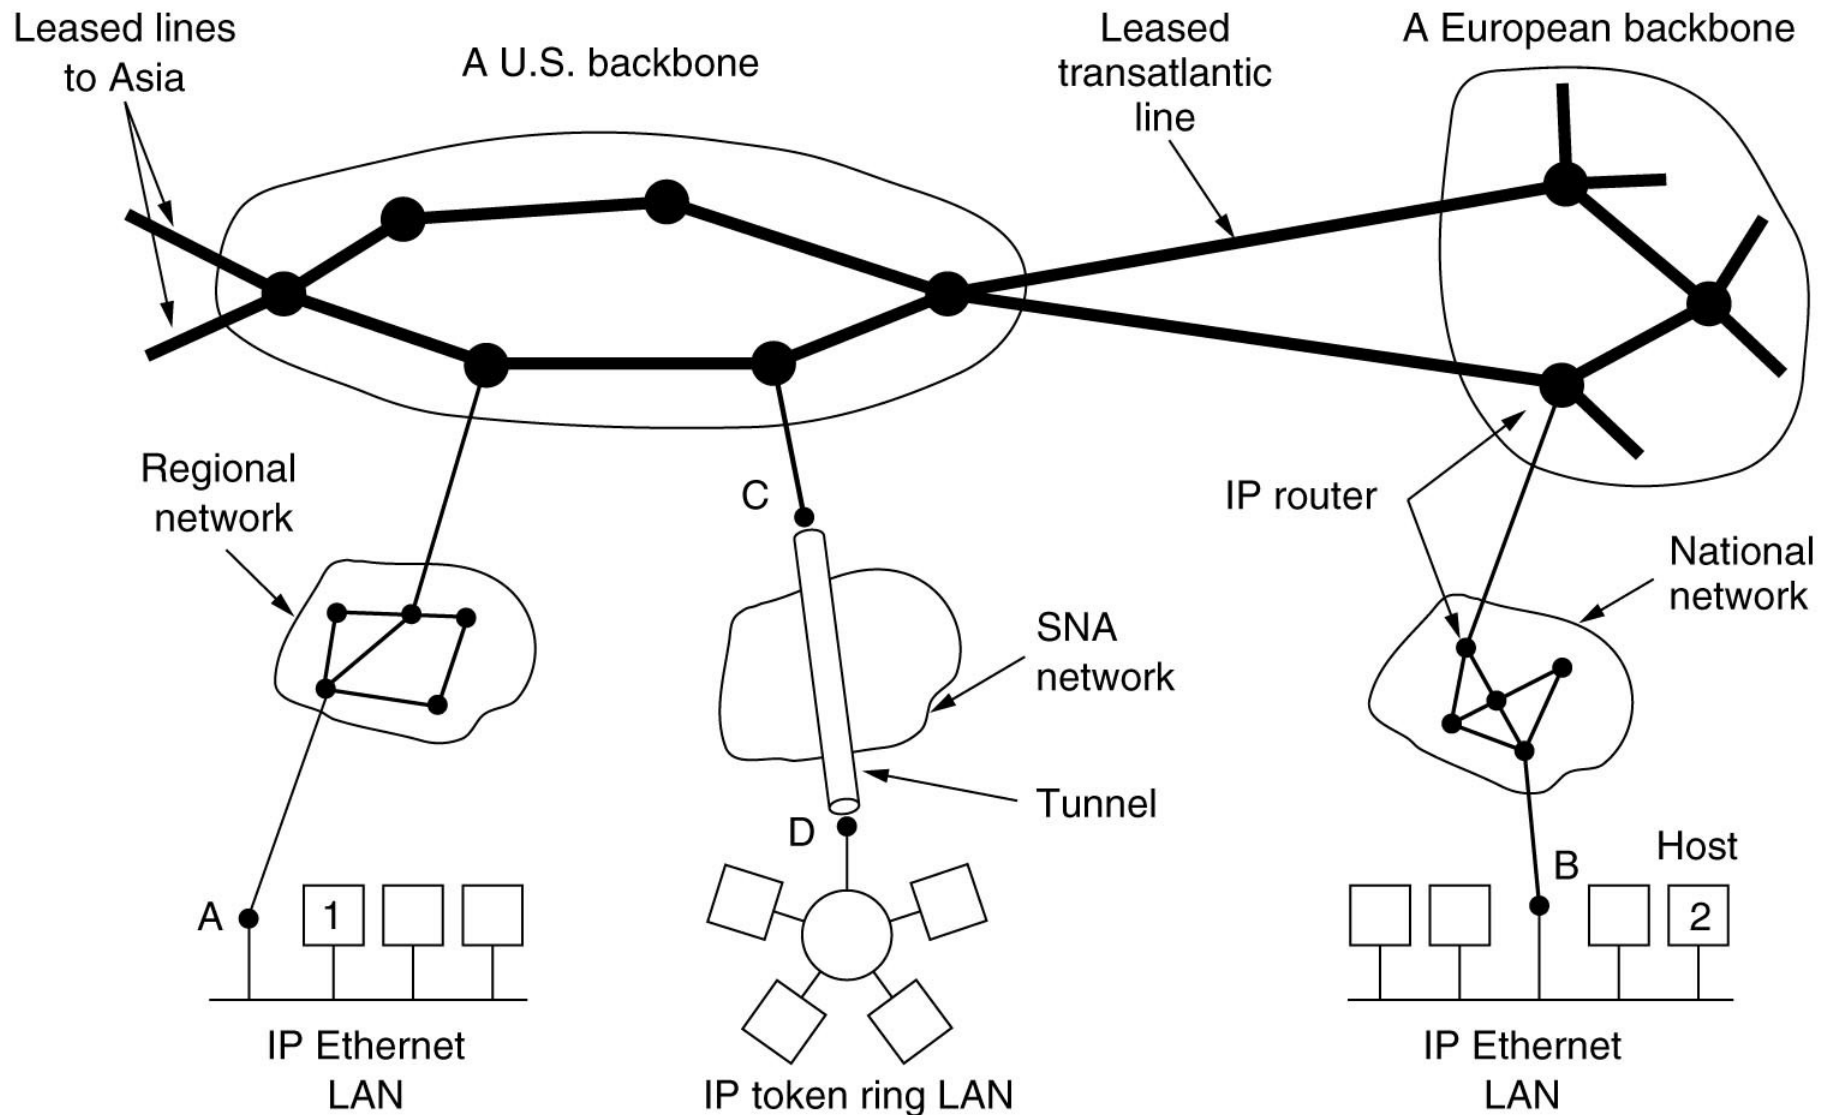 Leased lines
to Asia
A U.S. backbone
Leased
transatlantic
line
A European backbone
Regional
network
C
IP router
National
network
SNA
network
Tunnel
D
A
1
B
Host
2
IP Ethernet
LAN
IP token ring LAN
IP Ethernet
LAN